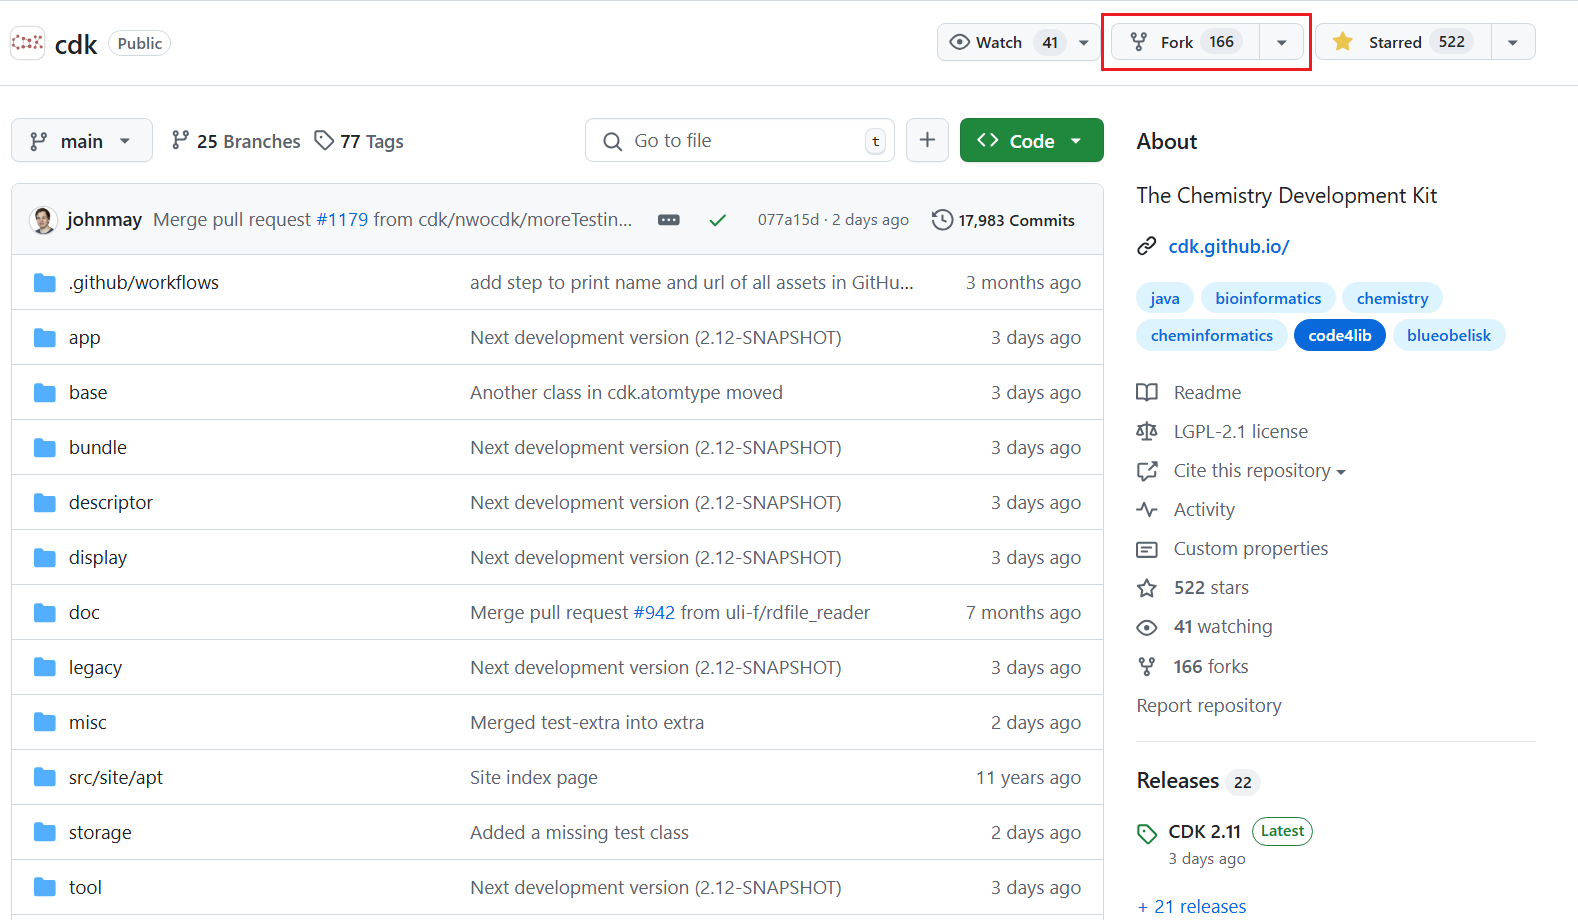 cdk Public Watch 41 Fork 166 Starred 522
main 25 Branches 77 Tags Go to file t Code
johnmay Merge pull request #1179 from cdk/nwocdk/moreTestin... 077a15d · 2 days ago 17,983 Commits
.github/workflows add step to print name and url of all assets in GitHu... 3 months ago
app Next development version (2.12-SNAPSHOT) 3 days ago
base Another class in cdk.atomtype moved 3 days ago
bundle Next development version (2.12-SNAPSHOT) 3 days ago
descriptor Next development version (2.12-SNAPSHOT) 3 days ago
display Next development version (2.12-SNAPSHOT) 3 days ago
doc Merge pull request #942 from uli-f/rdfile_reader 7 months ago
legacy Next development version (2.12-SNAPSHOT) 3 days ago
misc Merged test-extra into extra 2 days ago
src/site/apt Site index page 11 years ago
storage Added a missing test class 2 days ago
tool Next development version (2.12-SNAPSHOT) 3 days ago
About
The Chemistry Development Kit
cdk.github.io/
java bioinformatics chemistry
cheminformatics code4lib blueobelisk
Readme
LGPL-2.1 license
Cite this repository
Activity
Custom properties
522 stars
41 watching
166 forks
Report repository
Releases 22
CDK 2.11 Latest
3 days ago
+ 21 releases